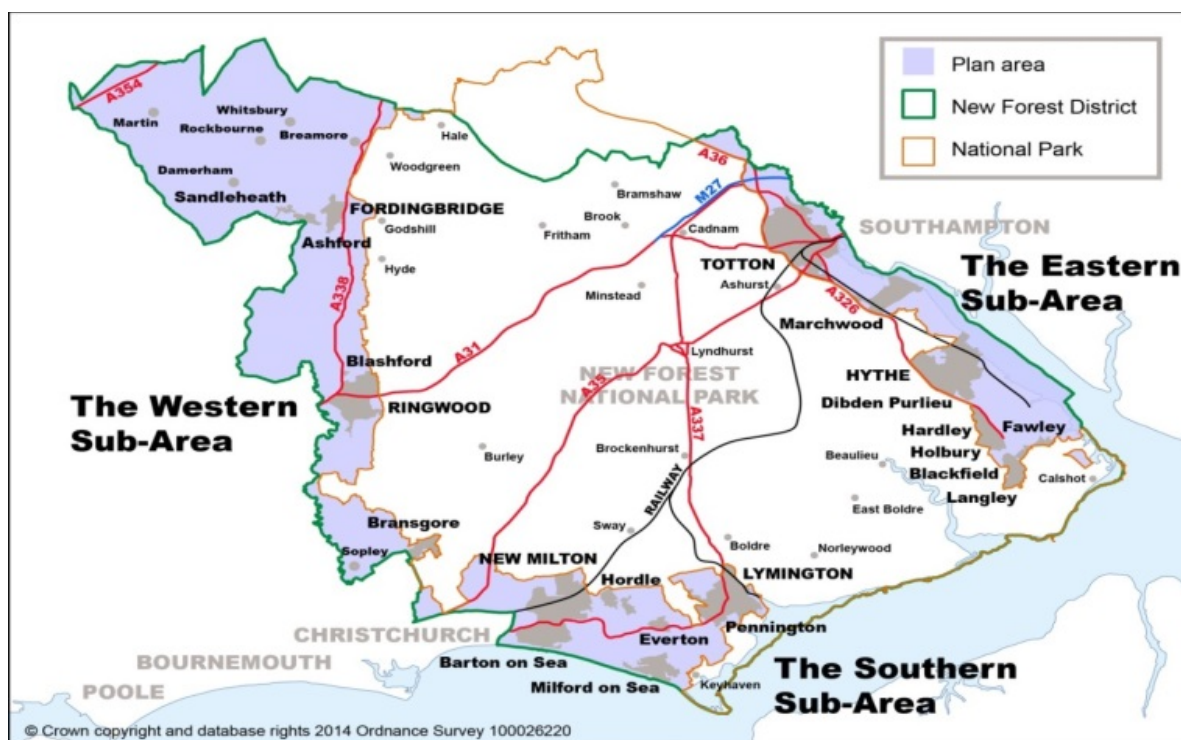 Plan area
New Forest District
National Park
A354
Martin
Whitsbury
Rockbourne
Breamore
Damerham
Sandleheath
Hale
Woodgreen
FORDINGBRIDGE
Ashford
Godshill
Hyde
A338
Bramshaw
Brook
Fritham
A36
M27
Cadnam
SOUTHAMPTON
TOTTON
Ashurst
Minstead
The Eastern
Sub-Area
A326
Marchwood
Blashford
A31
Lyndhurst
A35
NEW FOREST
NATIONAL PARK
HYTHE
The Western
Sub-Area
RINGWOOD
A337
Dibden Purlieu
Hardley
Fawley
Holbury
Blackfield
Calshot
Langley
Burley
Brockenhurst
Beaulieu
RAILWAY
East Boldre
Bransgore
Sopley
Sway
Boldre
Norleywood
NEW MILTON
Hordle
LYMINGTON
CHRISTCHURCH
Everton
Pennington
BOURNEMOUTH
Barton on Sea
Milford on Sea
Keyhaven
The Southern
Sub-Area
POOLE
© Crown copyright and database rights 2014 Ordnance Survey 100026220